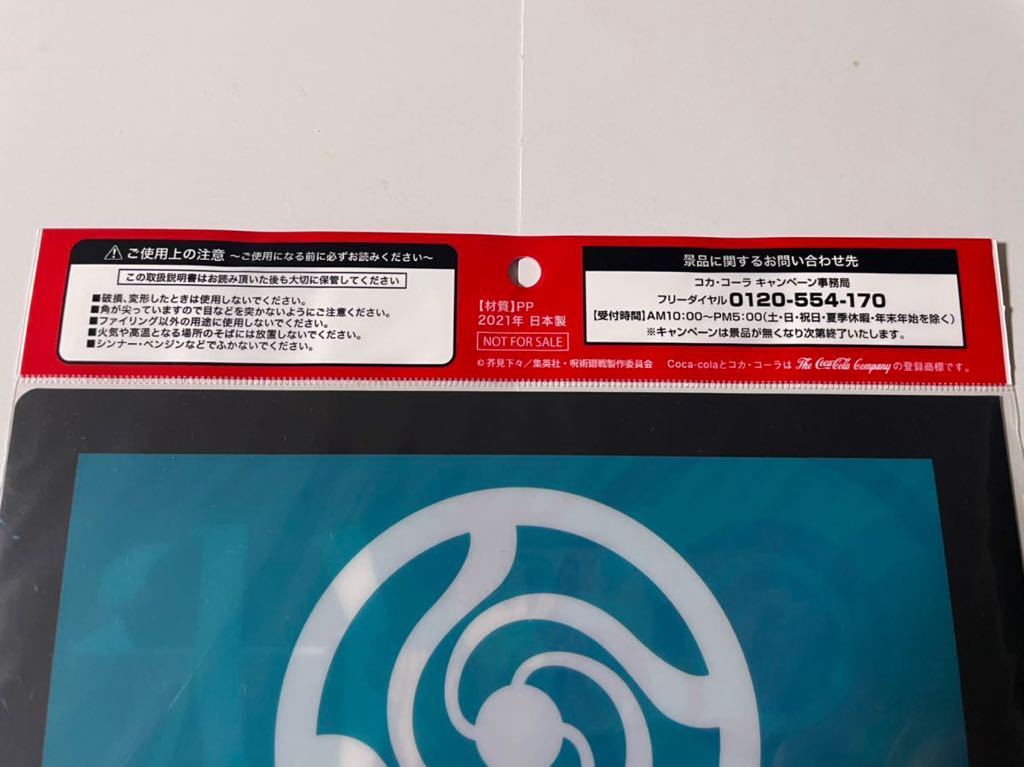 ⚠ご使用上の注意 〜ご使用になる前に必ずお読みください〜
この取扱説明書はお読み頂いた後も大切に保管してください
■破損、変形したときは使用しないでください。
■角が尖っていますので目などを突かないようにご注意ください。
■ファイリング以外の用途に使用しないでください。
■火気や高温となる場所のそばには放置しないでください。
■シンナー・ベンジンなどでふかないでください。
【材質】PP
2021年 日本製
NOT FOR SALE
©芥見下々／集英社・呪術廻戦製作委員会
景品に関するお問い合わせ先
コカ・コーラ キャンペーン事務局
フリーダイヤル 0120-554-170
【受付時間】AM10:00〜PM5:00(土・日・祝日・夏季休暇・年末年始を除く)
※キャンペーンは景品が無くなり次第終了いたします。
Coca-colaとコカ・コーラは The Coca-Cola Company の登録商標です。